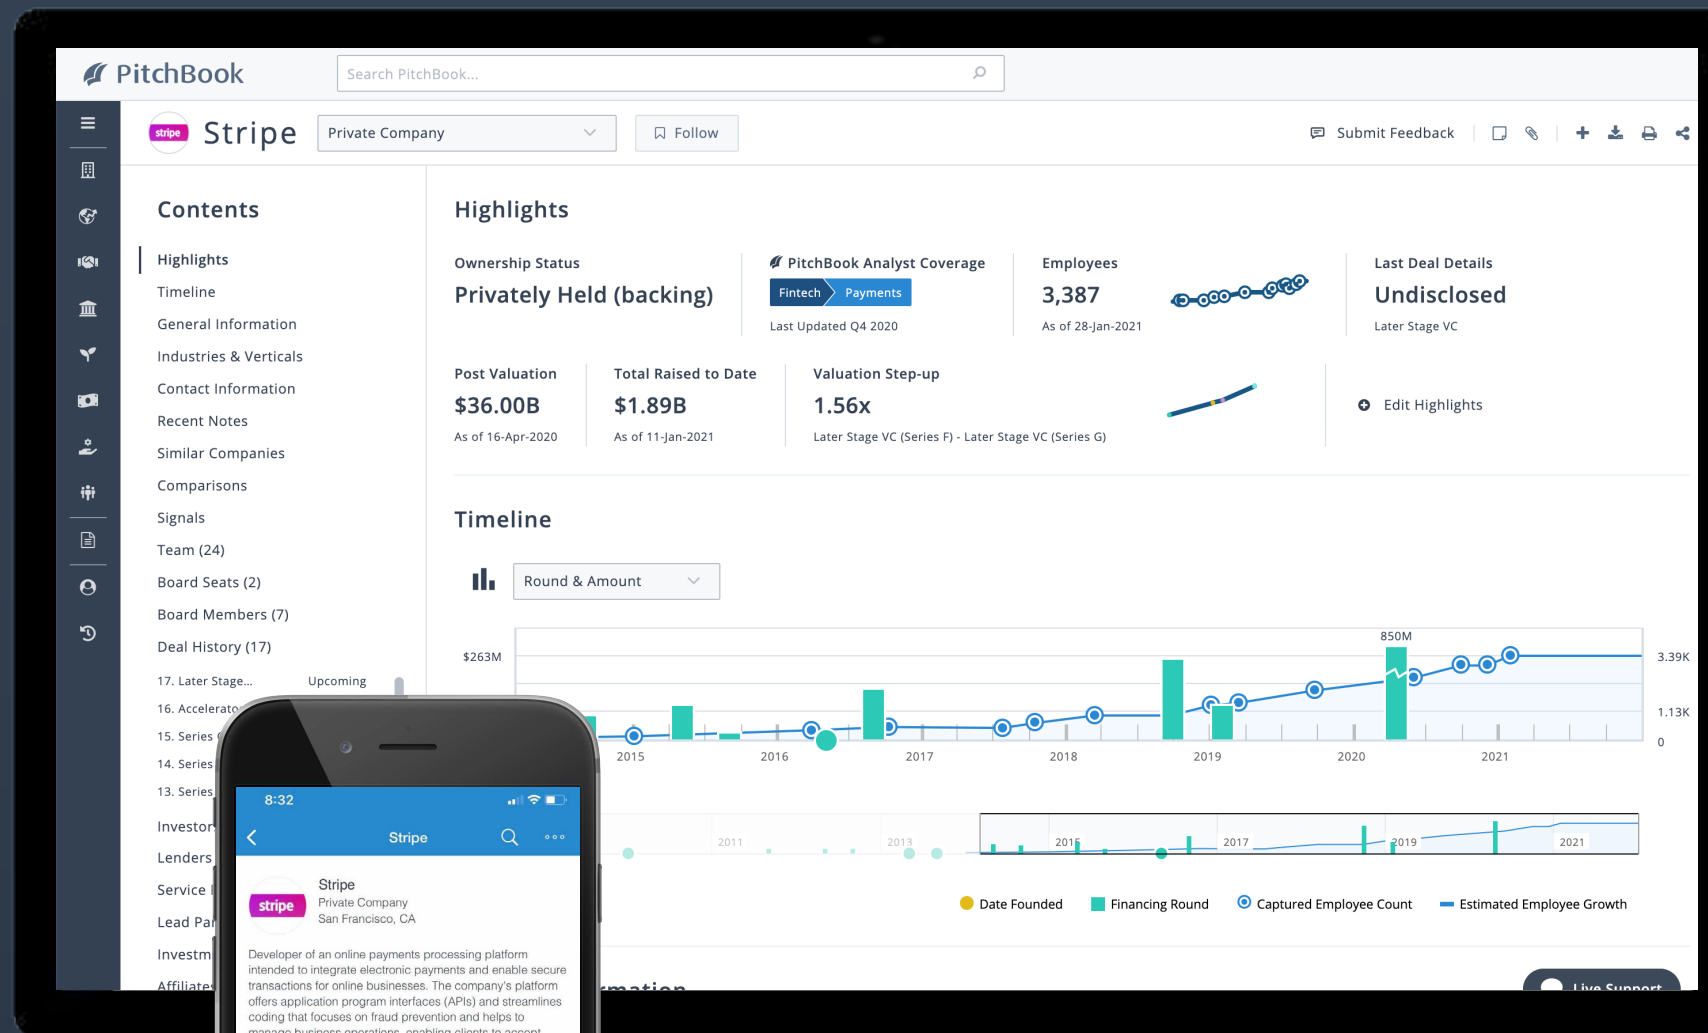 PitchBook
Search PitchBook...
stripe
Stripe
Private Company
Follow
Submit Feedback
Contents
Highlights
Timeline
General Information
Industries & Verticals
Contact Information
Recent Notes
Similar Companies
Comparisons
Signals
Team (24)
Board Seats (2)
Board Members (7)
Deal History (17)
17. Later Stage... Upcoming
16. Accelerato
15. Series
14. Series
13. Series
Investor
Lenders
Service
Lead Pa
Investm
Affiliate
Highlights
Ownership Status
Privately Held (backing)
PitchBook Analyst Coverage
Fintech Payments
Last Updated Q4 2020
Employees
3,387
As of 28-Jan-2021
Last Deal Details
Undisclosed
Later Stage VC
Post Valuation
$36.00B
As of 16-Apr-2020
Total Raised to Date
$1.89B
As of 11-Jan-2021
Valuation Step-up
1.56x
Later Stage VC (Series F) - Later Stage VC (Series G)
Edit Highlights
Timeline
Round & Amount
850M
$263M
3.39K
1.13K
0
2015 2016 2017 2018 2019 2020 2021
2011 2013 2015 2017 2019 2021
Date Founded Financing Round Captured Employee Count Estimated Employee Growth
rmation
Live Support
8:32
Stripe
stripe
Stripe
Private Company
San Francisco, CA
Developer of an online payments processing platform
intended to integrate electronic payments and enable secure
transactions for online businesses. The company's platform
offers application program interfaces (APIs) and streamlines
coding that focuses on fraud prevention and helps to
manage business operations, enabling clients to accept